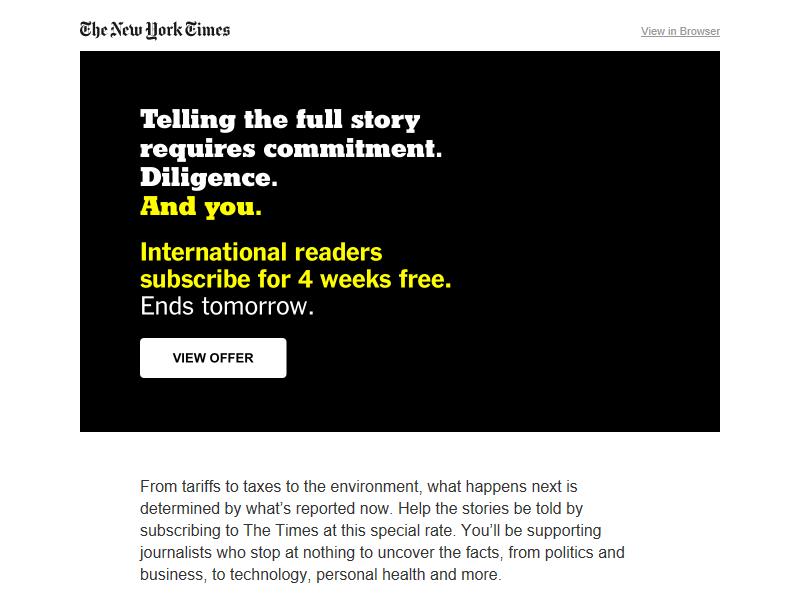 The New York Times
View in Browser
Telling the full story
requires commitment.
Diligence.
And you.
International readers
subscribe for 4 weeks free.
Ends tomorrow.
VIEW OFFER
From tariffs to taxes to the environment, what happens next is
determined by what’s reported now. Help the stories be told by
subscribing to The Times at this special rate. You’ll be supporting
journalists who stop at nothing to uncover the facts, from politics and
business, to technology, personal health and more.